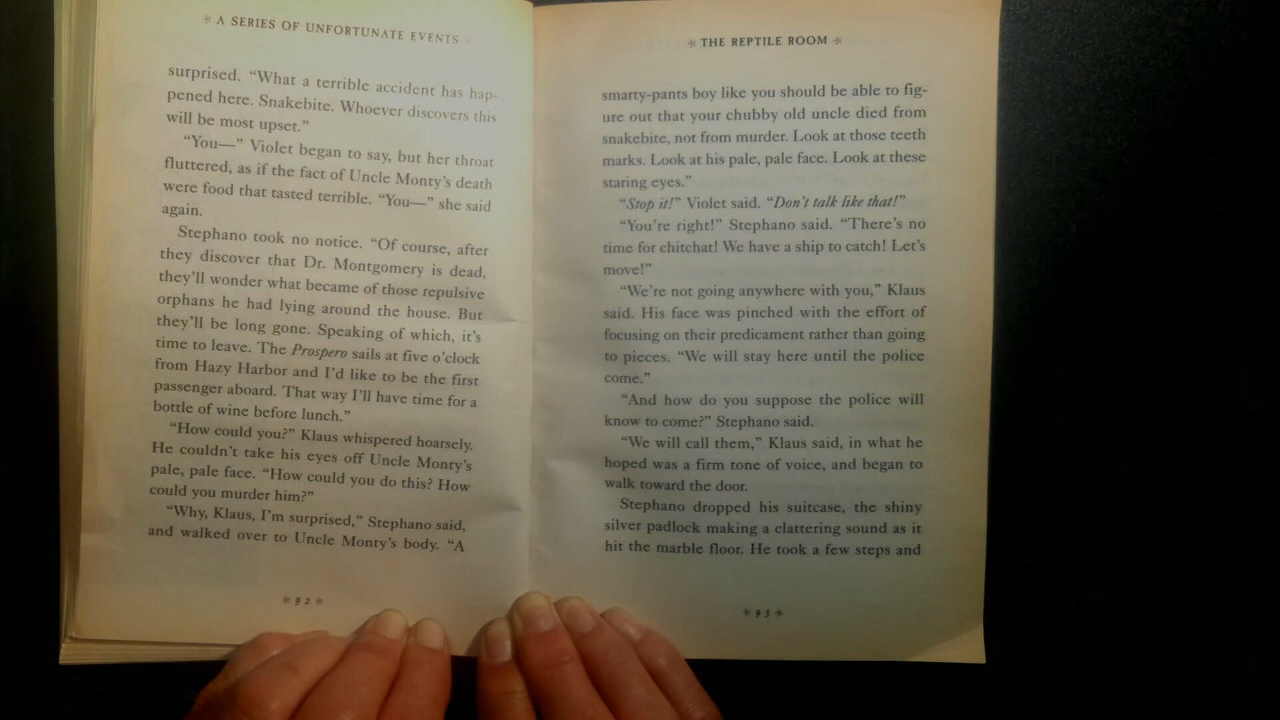 * A SERIES OF UNFORTUNATE EVENTS *
surprised. “What a terrible accident has hap-
pened here. Snakebite. Whoever discovers this
will be most upset.”
“You—” Violet began to say, but her throat
fluttered, as if the fact of Uncle Monty’s death
were food that tasted terrible. “You—” she said
again.
Stephano took no notice. “Of course, after
they discover that Dr. Montgomery is dead,
they’ll wonder what became of those repulsive
orphans he had lying around the house. But
they’ll be long gone. Speaking of which, it’s
time to leave. The Prospero sails at five o’clock
from Hazy Harbor and I’d like to be the first
passenger aboard. That way I’ll have time for a
bottle of wine before lunch.”
“How could you?” Klaus whispered hoarsely.
He couldn’t take his eyes off Uncle Monty’s
pale, pale face. “How could you do this? How
could you murder him?”
“Why, Klaus, I’m surprised,” Stephano said,
and walked over to Uncle Monty’s body. “A
* 92 *
* THE REPTILE ROOM *
smarty-pants boy like you should be able to fig-
ure out that your chubby old uncle died from
snakebite, not from murder. Look at those teeth
marks. Look at his pale, pale face. Look at these
staring eyes.”
“Stop it!” Violet said. “Don’t talk like that!”
“You’re right!” Stephano said. “There’s no
time for chitchat! We have a ship to catch! Let’s
move!”
“We’re not going anywhere with you,” Klaus
said. His face was pinched with the effort of
focusing on their predicament rather than going
to pieces. “We will stay here until the police
come.”
“And how do you suppose the police will
know to come?” Stephano said.
“We will call them,” Klaus said, in what he
hoped was a firm tone of voice, and began to
walk toward the door.
Stephano dropped his suitcase, the shiny
silver padlock making a clattering sound as it
hit the marble floor. He took a few steps and
* 93 *